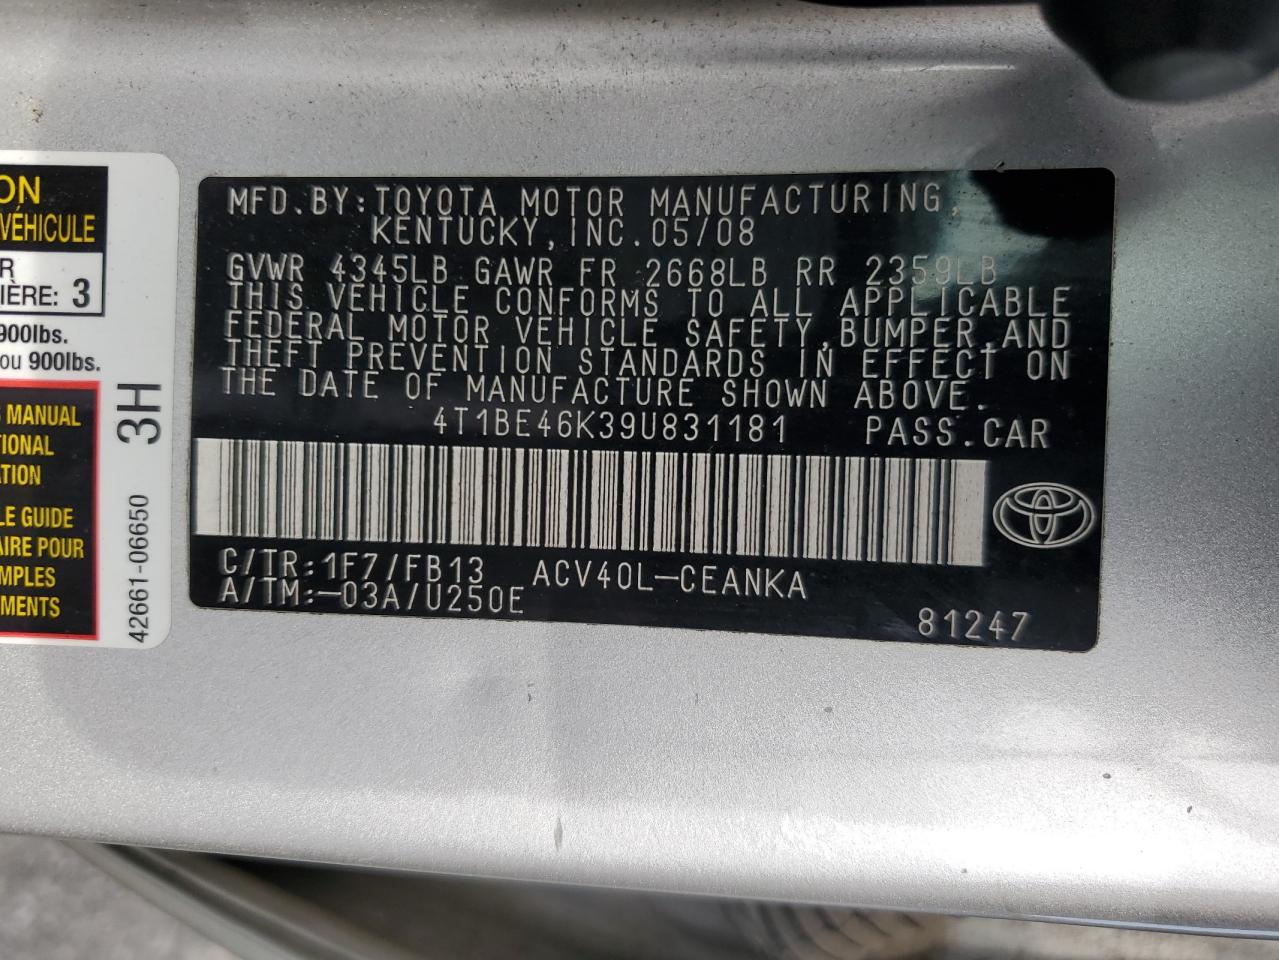 ON
VÉHICULE
R
IÈRE: 3
900lbs.
ou 900lbs.
MANUAL
TIONAL
TION
LE GUIDE
AIRE POUR
MPLES
MENTS
3H
42661-06650
MFD.BY:TOYOTA MOTOR MANUFACTURING,
KENTUCKY,INC.05/08
GVWR 4345LB GAWR FR 2668LB RR 2359LB
THIS VEHICLE CONFORMS TO ALL APPLICABLE
FEDERAL MOTOR VEHICLE SAFETY,BUMPER,AND
THEFT PREVENTION STANDARDS IN EFFECT ON
THE DATE OF MANUFACTURE SHOWN ABOVE.
4T1BE46K39U831181 PASS.CAR
C/TR:1F7/FB13 ACV40L-CEANKA
A/TM:-03A/U250E
81247